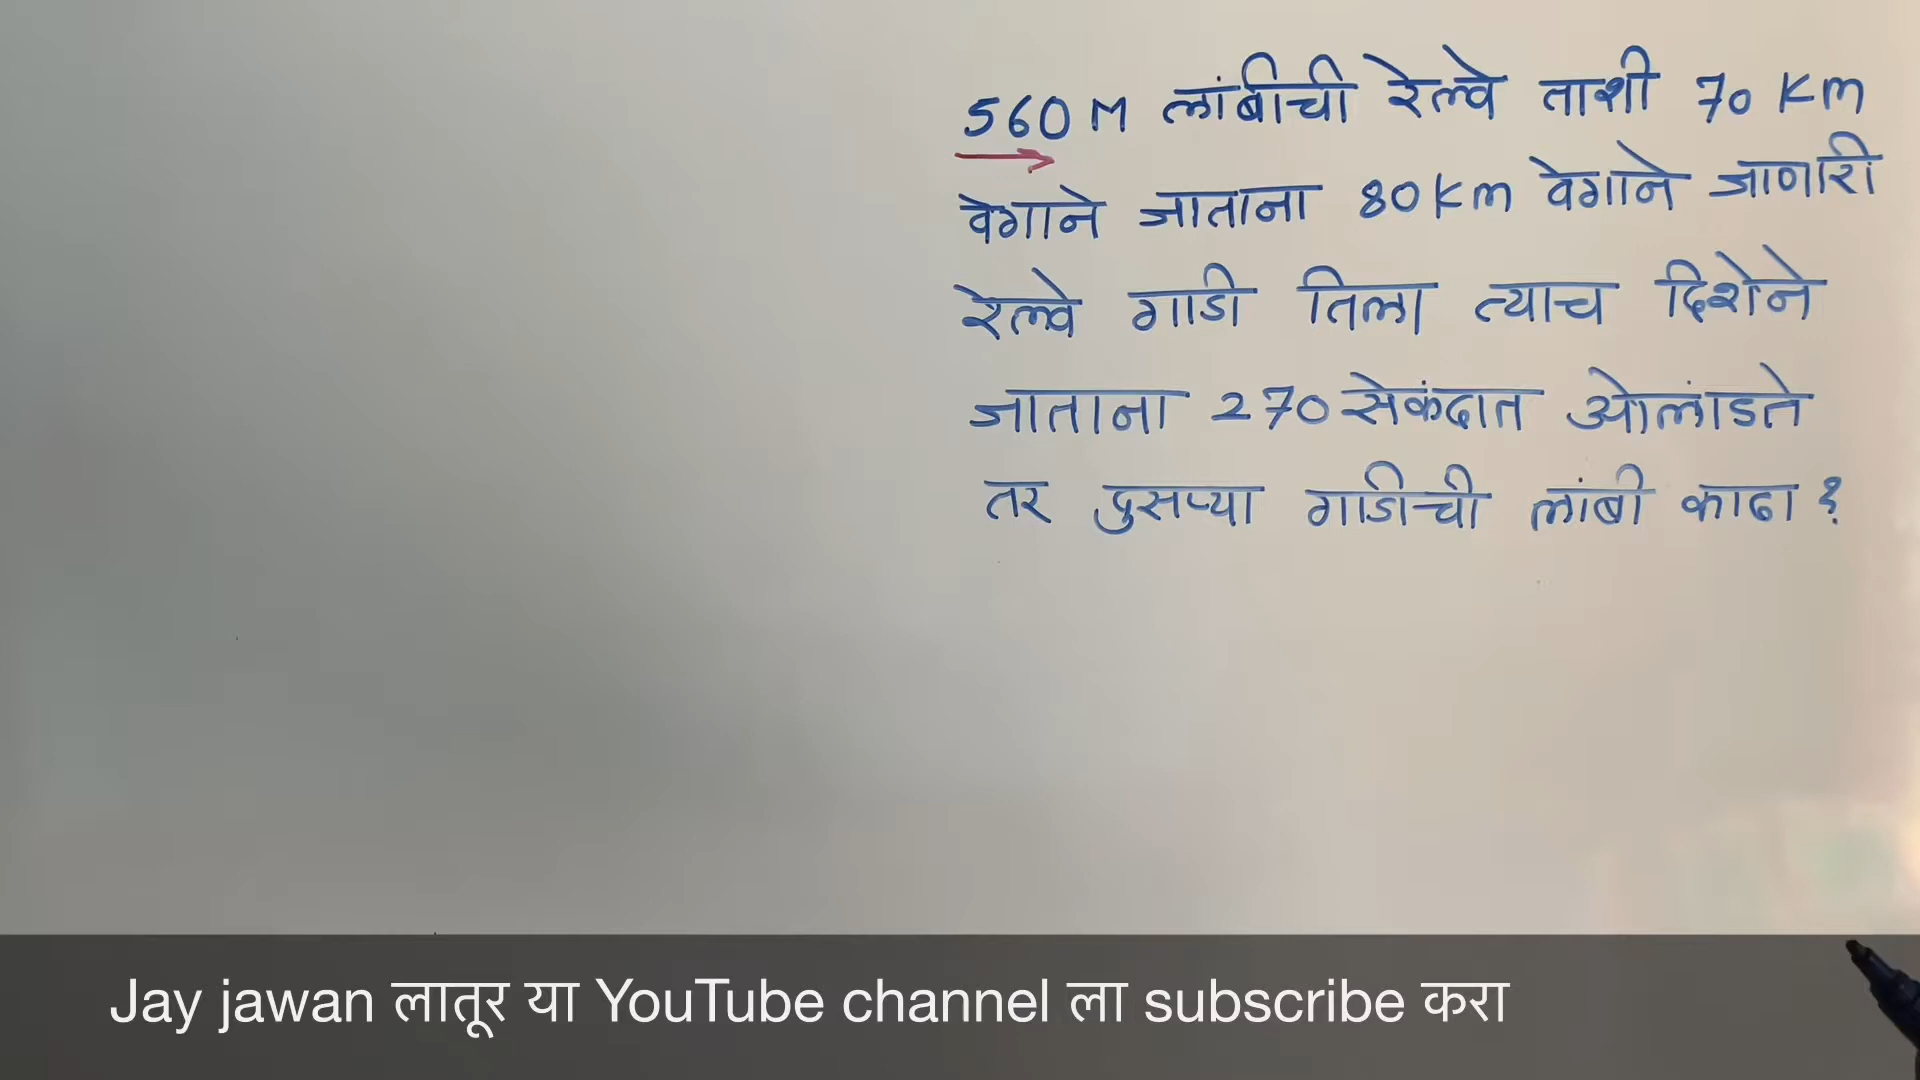 560 M लांबीची रेल्वे ताशी 70 Km
वेगाने जाताना 80 Km वेगाने जाणारी
रेल्वे गाडी तिला त्याच दिशेने
जाताना 270 सेकंदात ओलांडते
तर दुसऱ्या गाडीची लांबी काढा ?
Jay jawan लातूर या YouTube channel ला subscribe करा